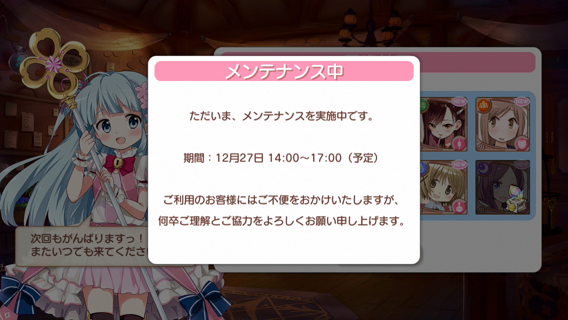 メンテナンス中
ただいま、メンテナンスを実施中です。
期間：12月27日 14:00～17:00（予定）
ご利用のお客様にはご不便をおかけいたしますが、
何卒ご理解とご協力をよろしくお願い申し上げます。
次回もがんばりますっ！
またいつでも来てくださ